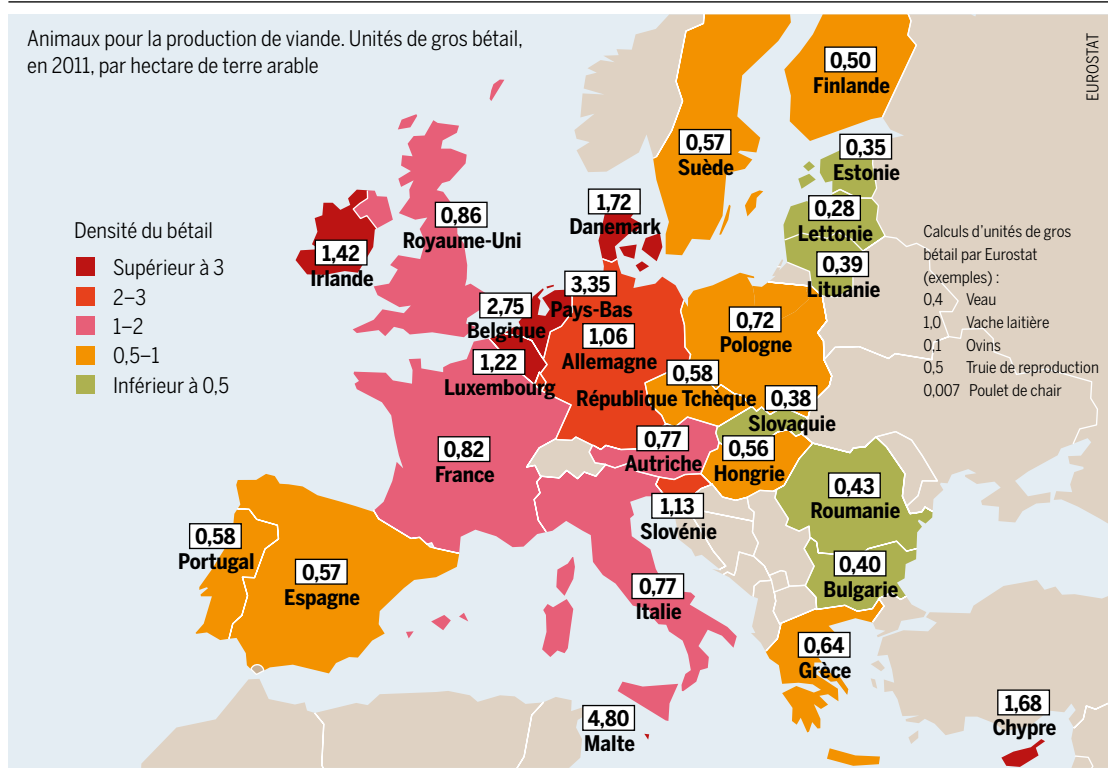 Animaux pour la production de viande. Unités de gros bétail,
en 2011, par hectare de terre arable
EUROSTAT
Densité du bétail
Supérieur à 3
2–3
1–2
0,5–1
Inférieur à 0,5
0,50
Finlande
0,57
Suède
0,35
Estonie
0,28
Lettonie
0,39
Lituanie
1,72
Danemark
0,86
Royaume-Uni
1,42
Irlande
3,35
Pays-Bas
2,75
Belgique
1,22
Luxembourg
1,06
Allemagne
0,72
Pologne
0,58
République Tchèque
0,38
Slovaquie
0,77
Autriche
0,56
Hongrie
0,82
France
1,13
Slovénie
0,43
Roumanie
0,40
Bulgarie
0,58
Portugal
0,57
Espagne
0,77
Italie
0,64
Grèce
4,80
Malte
1,68
Chypre
Calculs d’unités de gros
bétail par Eurostat
(exemples) :
0,4 Veau
1,0 Vache laitière
0,1 Ovins
0,5 Truie de reproduction
0,007 Poulet de chair